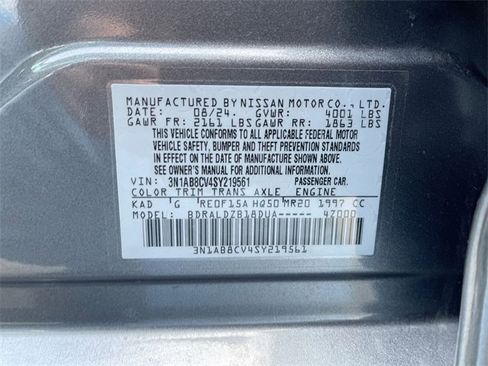 MANUFACTURED BY NISSAN MOTOR CO., LTD.
DATE: 08/24. GVWR: 4001 LBS
GAWR FR: 2161 LBS GAWR RR: 1863 LBS
THIS VEHICLE CONFORMS TO ALL APPLICABLE FEDERAL MOTOR
VEHICLE SAFETY, BUMPER AND THEFT PREVENTION STANDARDS
IN EFFECT ON THE DATE OF MANUFACTURE SHOWN ABOVE.
SEE OWNER'S MANUAL FOR ADDITIONAL INFORMATION.
VIN: 3N1AB8CV4SY219561 PASSENGER CAR.
COLOR TRIM TRANS AXLE ENGINE
KAD 'G 'RE0F15A HQ50'MR20 1997 CC
MODEL: BDRALDZB18DUA----- 4Z000
3N1AB8CV4SY219561